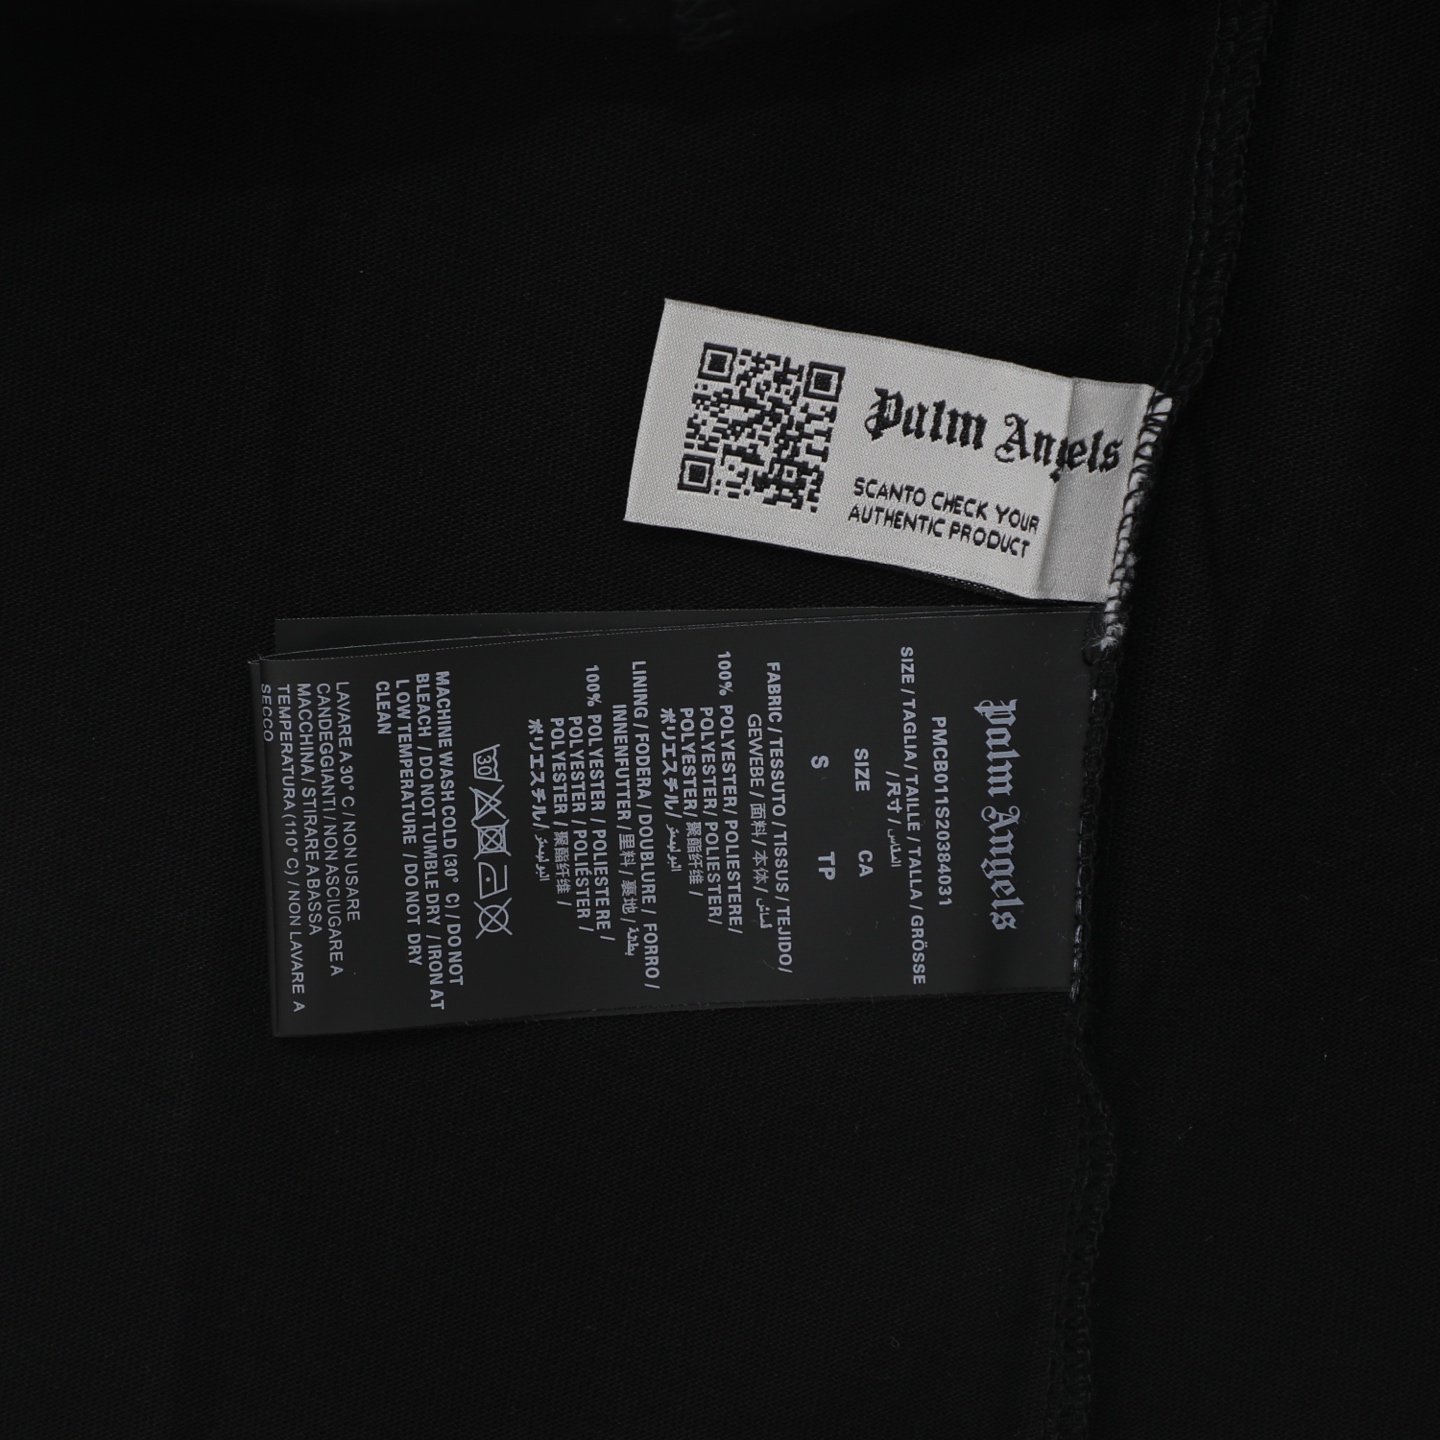 Palm Angels
SCANTO CHECK YOUR
AUTHENTIC PRODUCT
Palm Angels
PMCB011S20384031
SIZE / TAGLIA / TAILLE / TALLA / GRÖSSE
/ 尺寸 / المقاس
SIZE CA
S TP
FABRIC / TESSUTO / TISSUS / TEJIDO/
GEWEBE / 面料 / 本体 / قماش
100% POLYESTER/ POLIESTERE/
POLYESTER/ POLIESTER/
POLYESTER/聚酯纤维 /
ポリエステル/ البوليستر
LINING / FODERA / DOUBLURE / FORRO /
INNENFUTTER / 里料 / 裏地 / بطانة
100% POLYESTER / POLIESTERE /
POLYESTER / POLIÉSTER /
POLYESTER / 聚酯纤维 /
ポリエステル/ البوليستر
30
MACHINE WASH COLD (30° C) / DO NOT
BLEACH / DO NOT TUMBLE DRY / IRON AT
LOW TEMPERATURE / DO NOT DRY
CLEAN
LAVARE A 30° C / NON USARE
CANDEGGIANTI / NON ASCIUGARE A
MACCHINA / STIRARE A BASSA
TEMPERATURA (110° C) / NON LAVARE A
SECCO